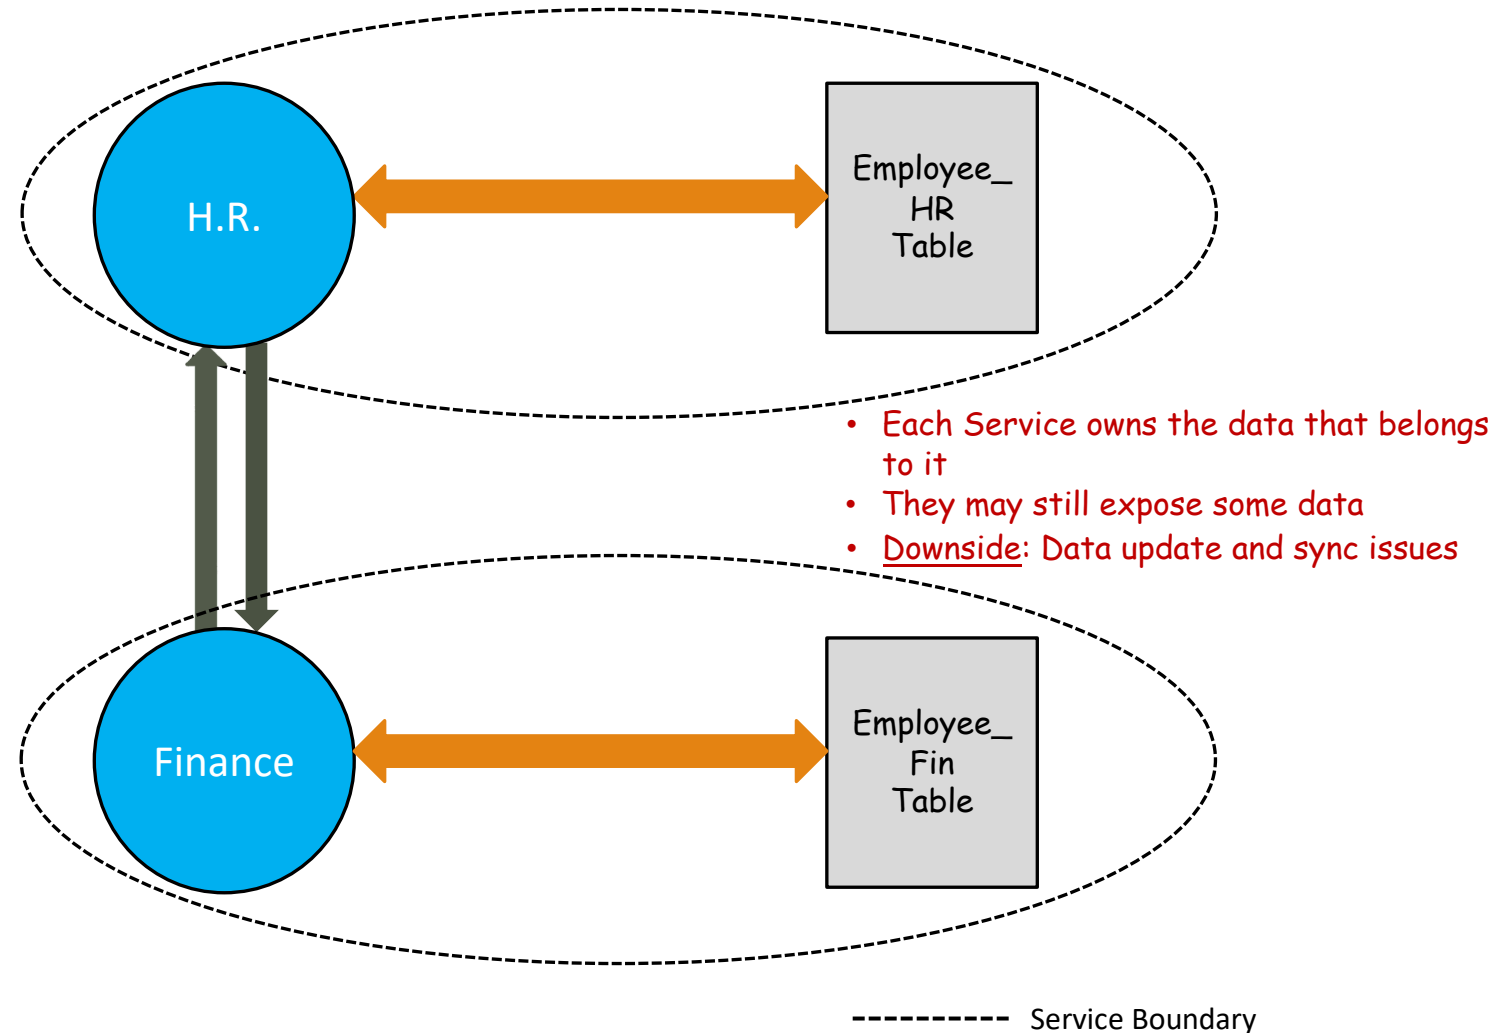 H.R.
Employee_
HR
Table
• Each Service owns the data that belongs
to it
• They may still expose some data
• Downside: Data update and sync issues
Finance
Employee_
Fin
Table
Service Boundary